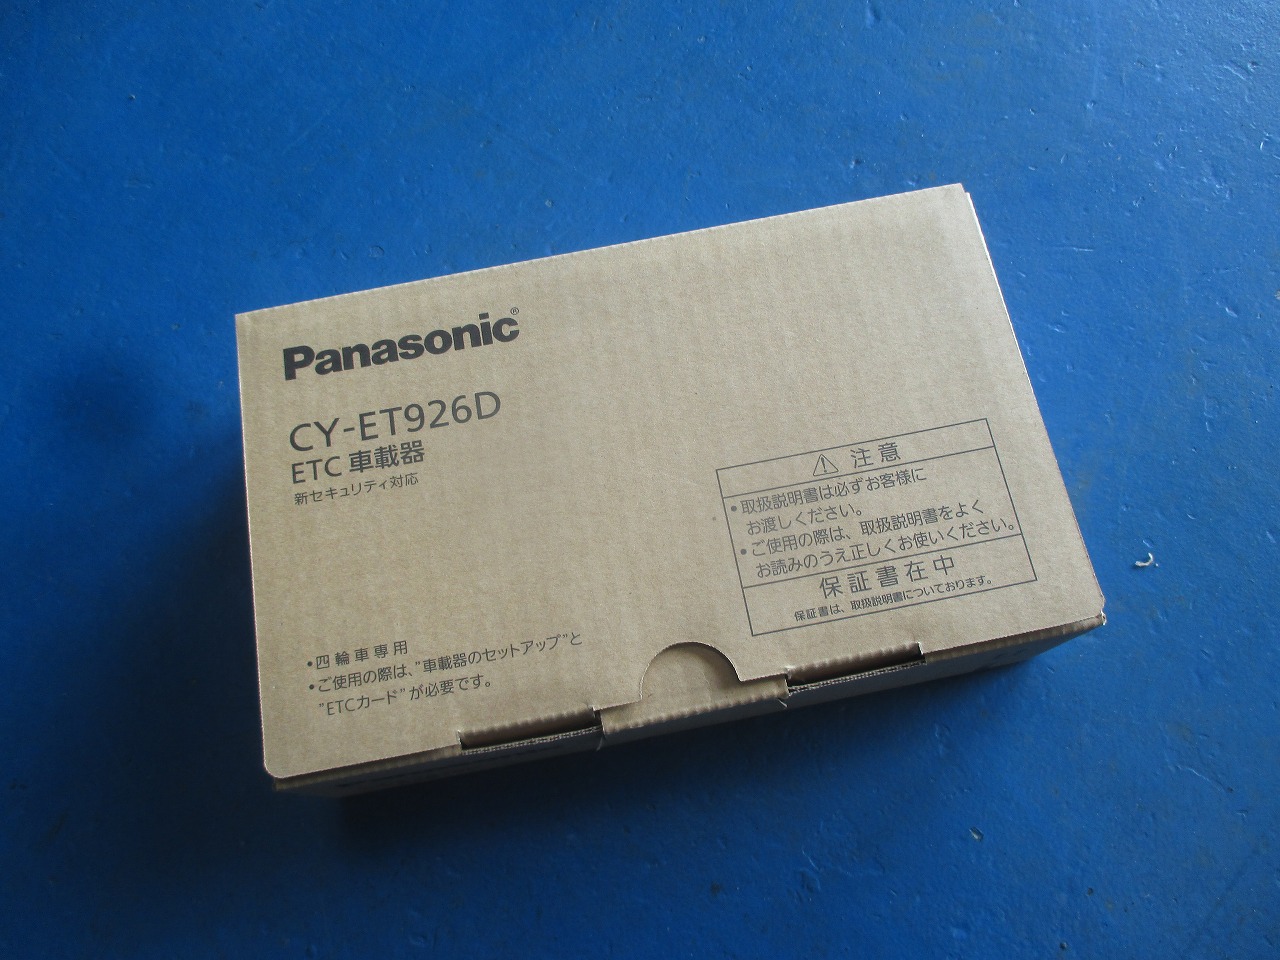 Panasonic®
CY-ET926D
ETC 車載器
新セキュリティ対応
⚠ 注意
•取扱説明書は必ずお客様に
お渡しください。
•ご使用の際は、取扱説明書をよく
お読みのうえ正しくお使いください。
保証書在中
保証書は、取扱説明書についております。
•四輪車専用
•ご使用の際は、"車載器のセットアップ"と
"ETCカード"が必要です。